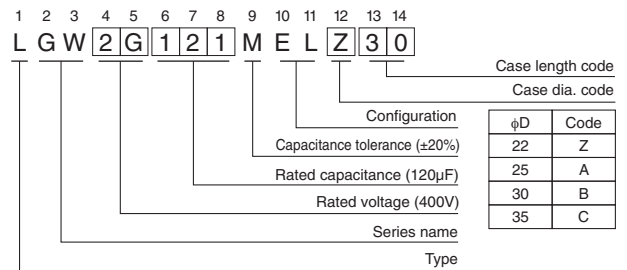 1 2 3 4 5 6 7 8 9 10 11 12 13 14
L G W 2 G 1 2 1 M E L Z 3 0
Case length code
Case dia. code
Configuration
Capacitance tolerance (±20%)
Rated capacitance (120µF)
Rated voltage (400V)
Series name
Type
φD Code
22 Z
25 A
30 B
35 C